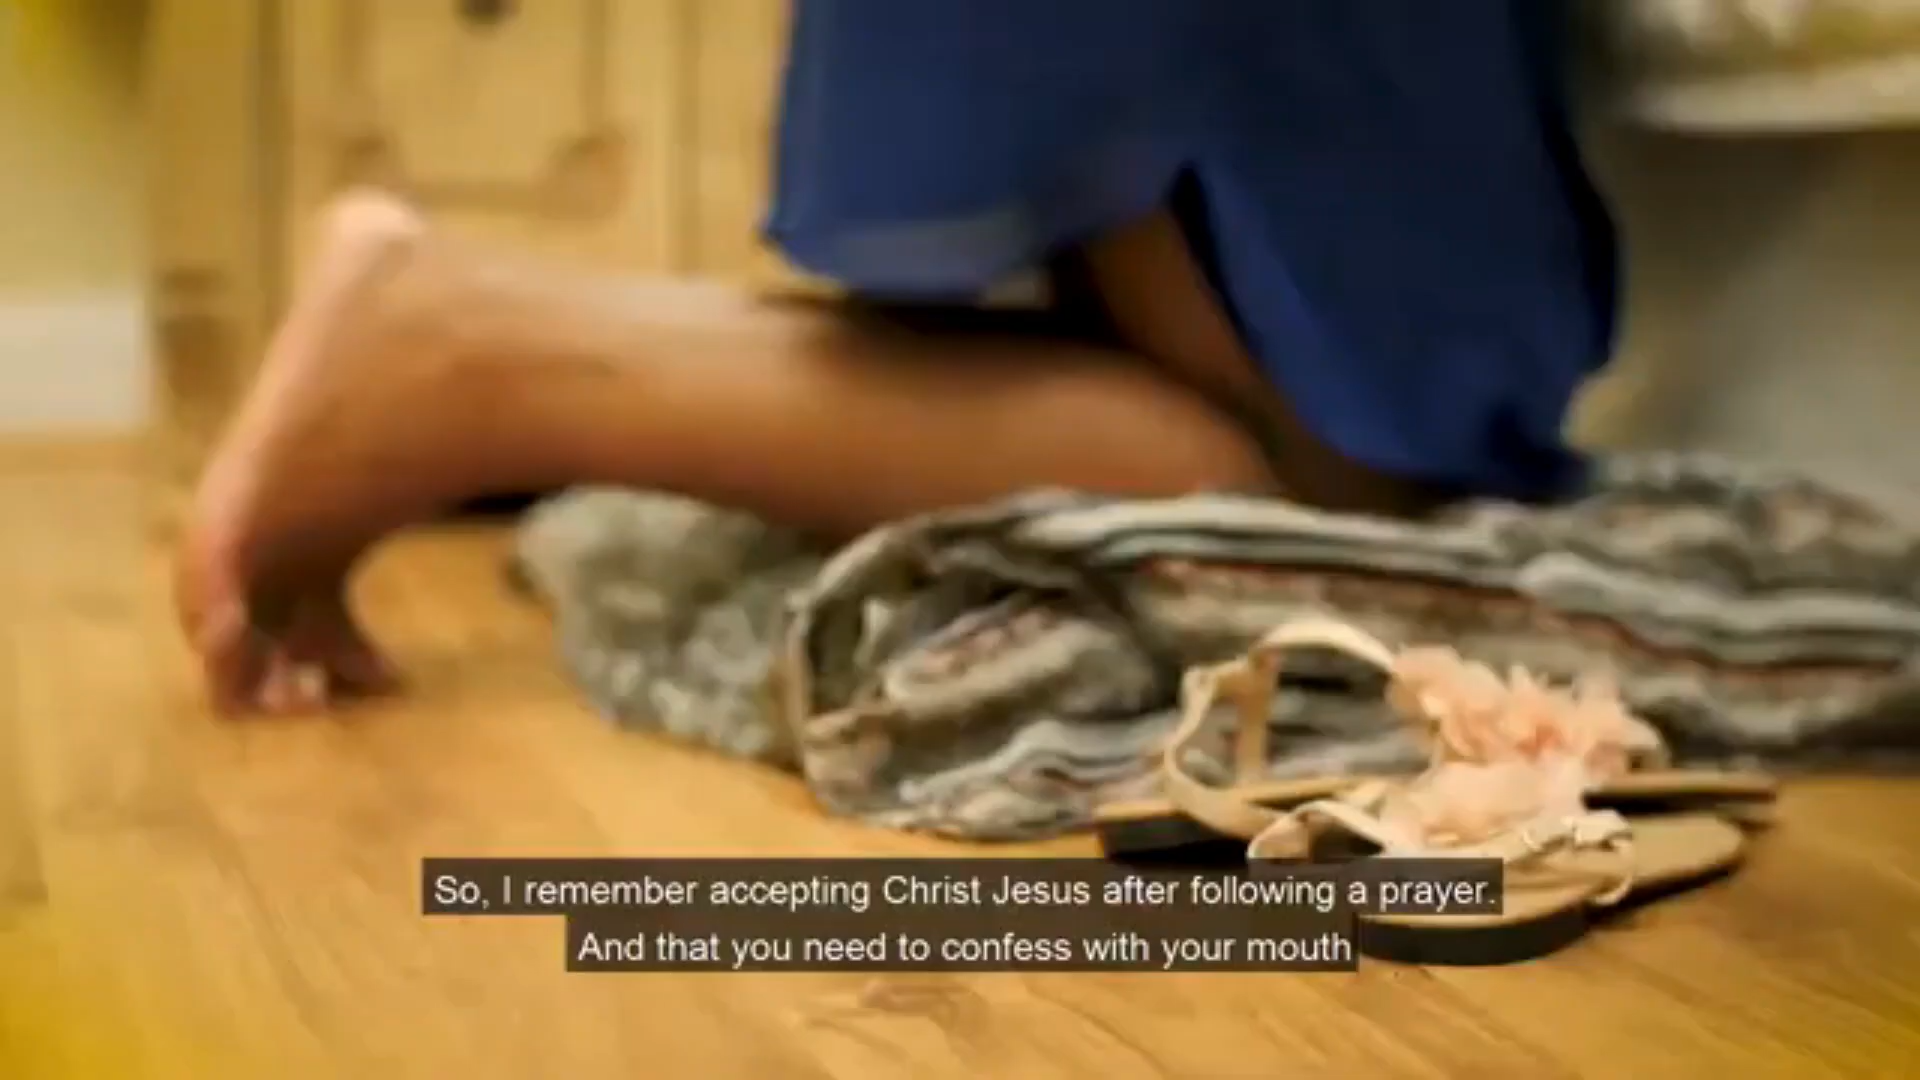 So, I remember accepting Christ Jesus after following a prayer.
And that you need to confess with your mouth